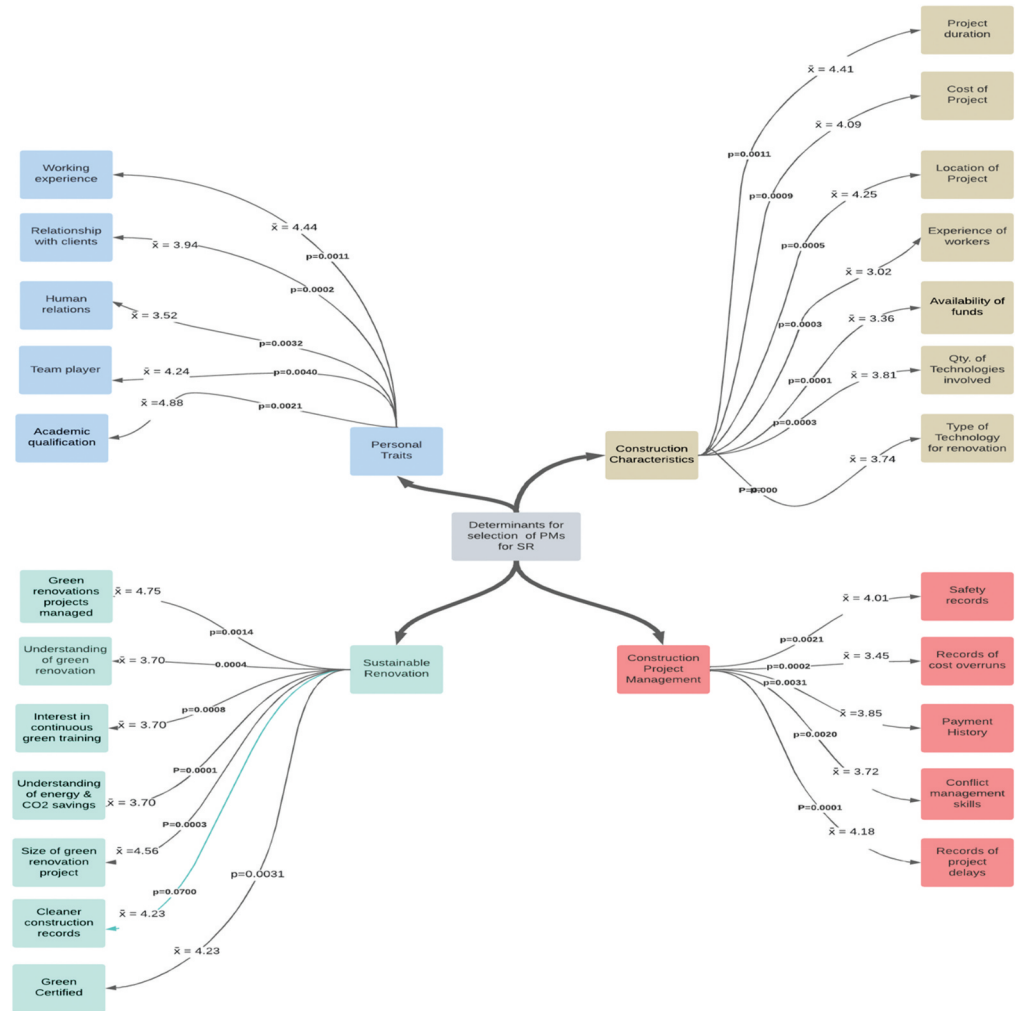 Project
duration
x̄ = 4.41
Cost of
Project
x̄ = 4.09
p=0.0011
Location of
Project
p=0.0009
x̄ = 4.25
Experience of
workers
p=0.0005
x̄ = 3.02
Availability of
funds
p=0.0003
x̄ = 3.36
Qty. of
Technologies
involved
p=0.0001
x̄ = 3.81
p=0.0003
Type of
Technology
for renovation
x̄ = 3.74
Construction
Characteristics
Working
experience
x̄ = 4.44
p=0.0011
Relationship
with clients
x̄ = 3.94
p=0.0002
Human
relations
x̄ = 3.52
p=0.0032
Team player
x̄ = 4.24
p=0.0040
Academic
qualification
x̄ =4.88
p=0.0021
Personal
Traits
Determinants for
selection of PMs
for SR
Green
renovations
projects
managed
x̄ = 4.75
p=0.0014
Understanding
of green
renovation
x̄ = 3.70
0.0004
Interest in
continuous
green training
x̄ = 3.70
p=0.0008
Understanding
of energy &
CO2 savings
x̄ = 3.70
P=0.0001
Size of green
renovation
project
x̄ =4.56
P=0.0003
Cleaner
construction
records
x̄ = 4.23
p=0.0700
Green
Certified
x̄ = 4.23
p=0.0031
Sustainable
Renovation
Construction
Project
Management
Safety
records
x̄ = 4.01
p=0.0021
Records of
cost overruns
x̄ = 3.45
p=0.0002
Payment
History
x̄ =3.85
p=0.0031
Conflict
management
skills
x̄ = 3.72
p=0.0020
Records of
project
delays
x̄ = 4.18
P=0.0001